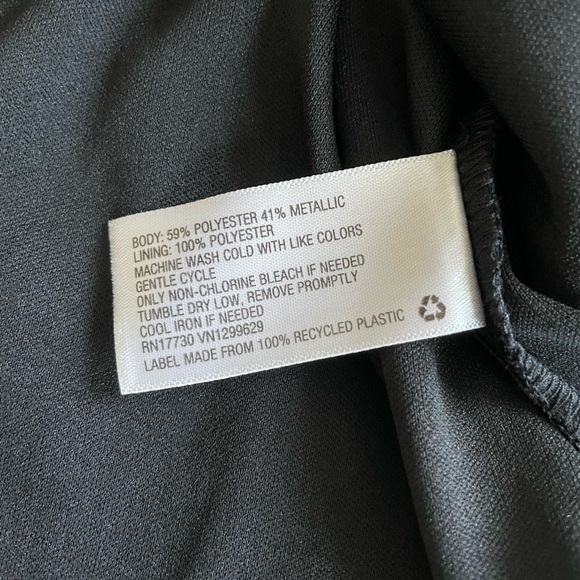 BODY: 59% POLYESTER 41% METALLIC
LINING: 100% POLYESTER
MACHINE WASH COLD WITH LIKE COLORS
GENTLE CYCLE
ONLY NON-CHLORINE BLEACH IF NEEDED
TUMBLE DRY LOW, REMOVE PROMPTLY
COOL IRON IF NEEDED
RN17730 VN1299629
LABEL MADE FROM 100% RECYCLED PLASTIC